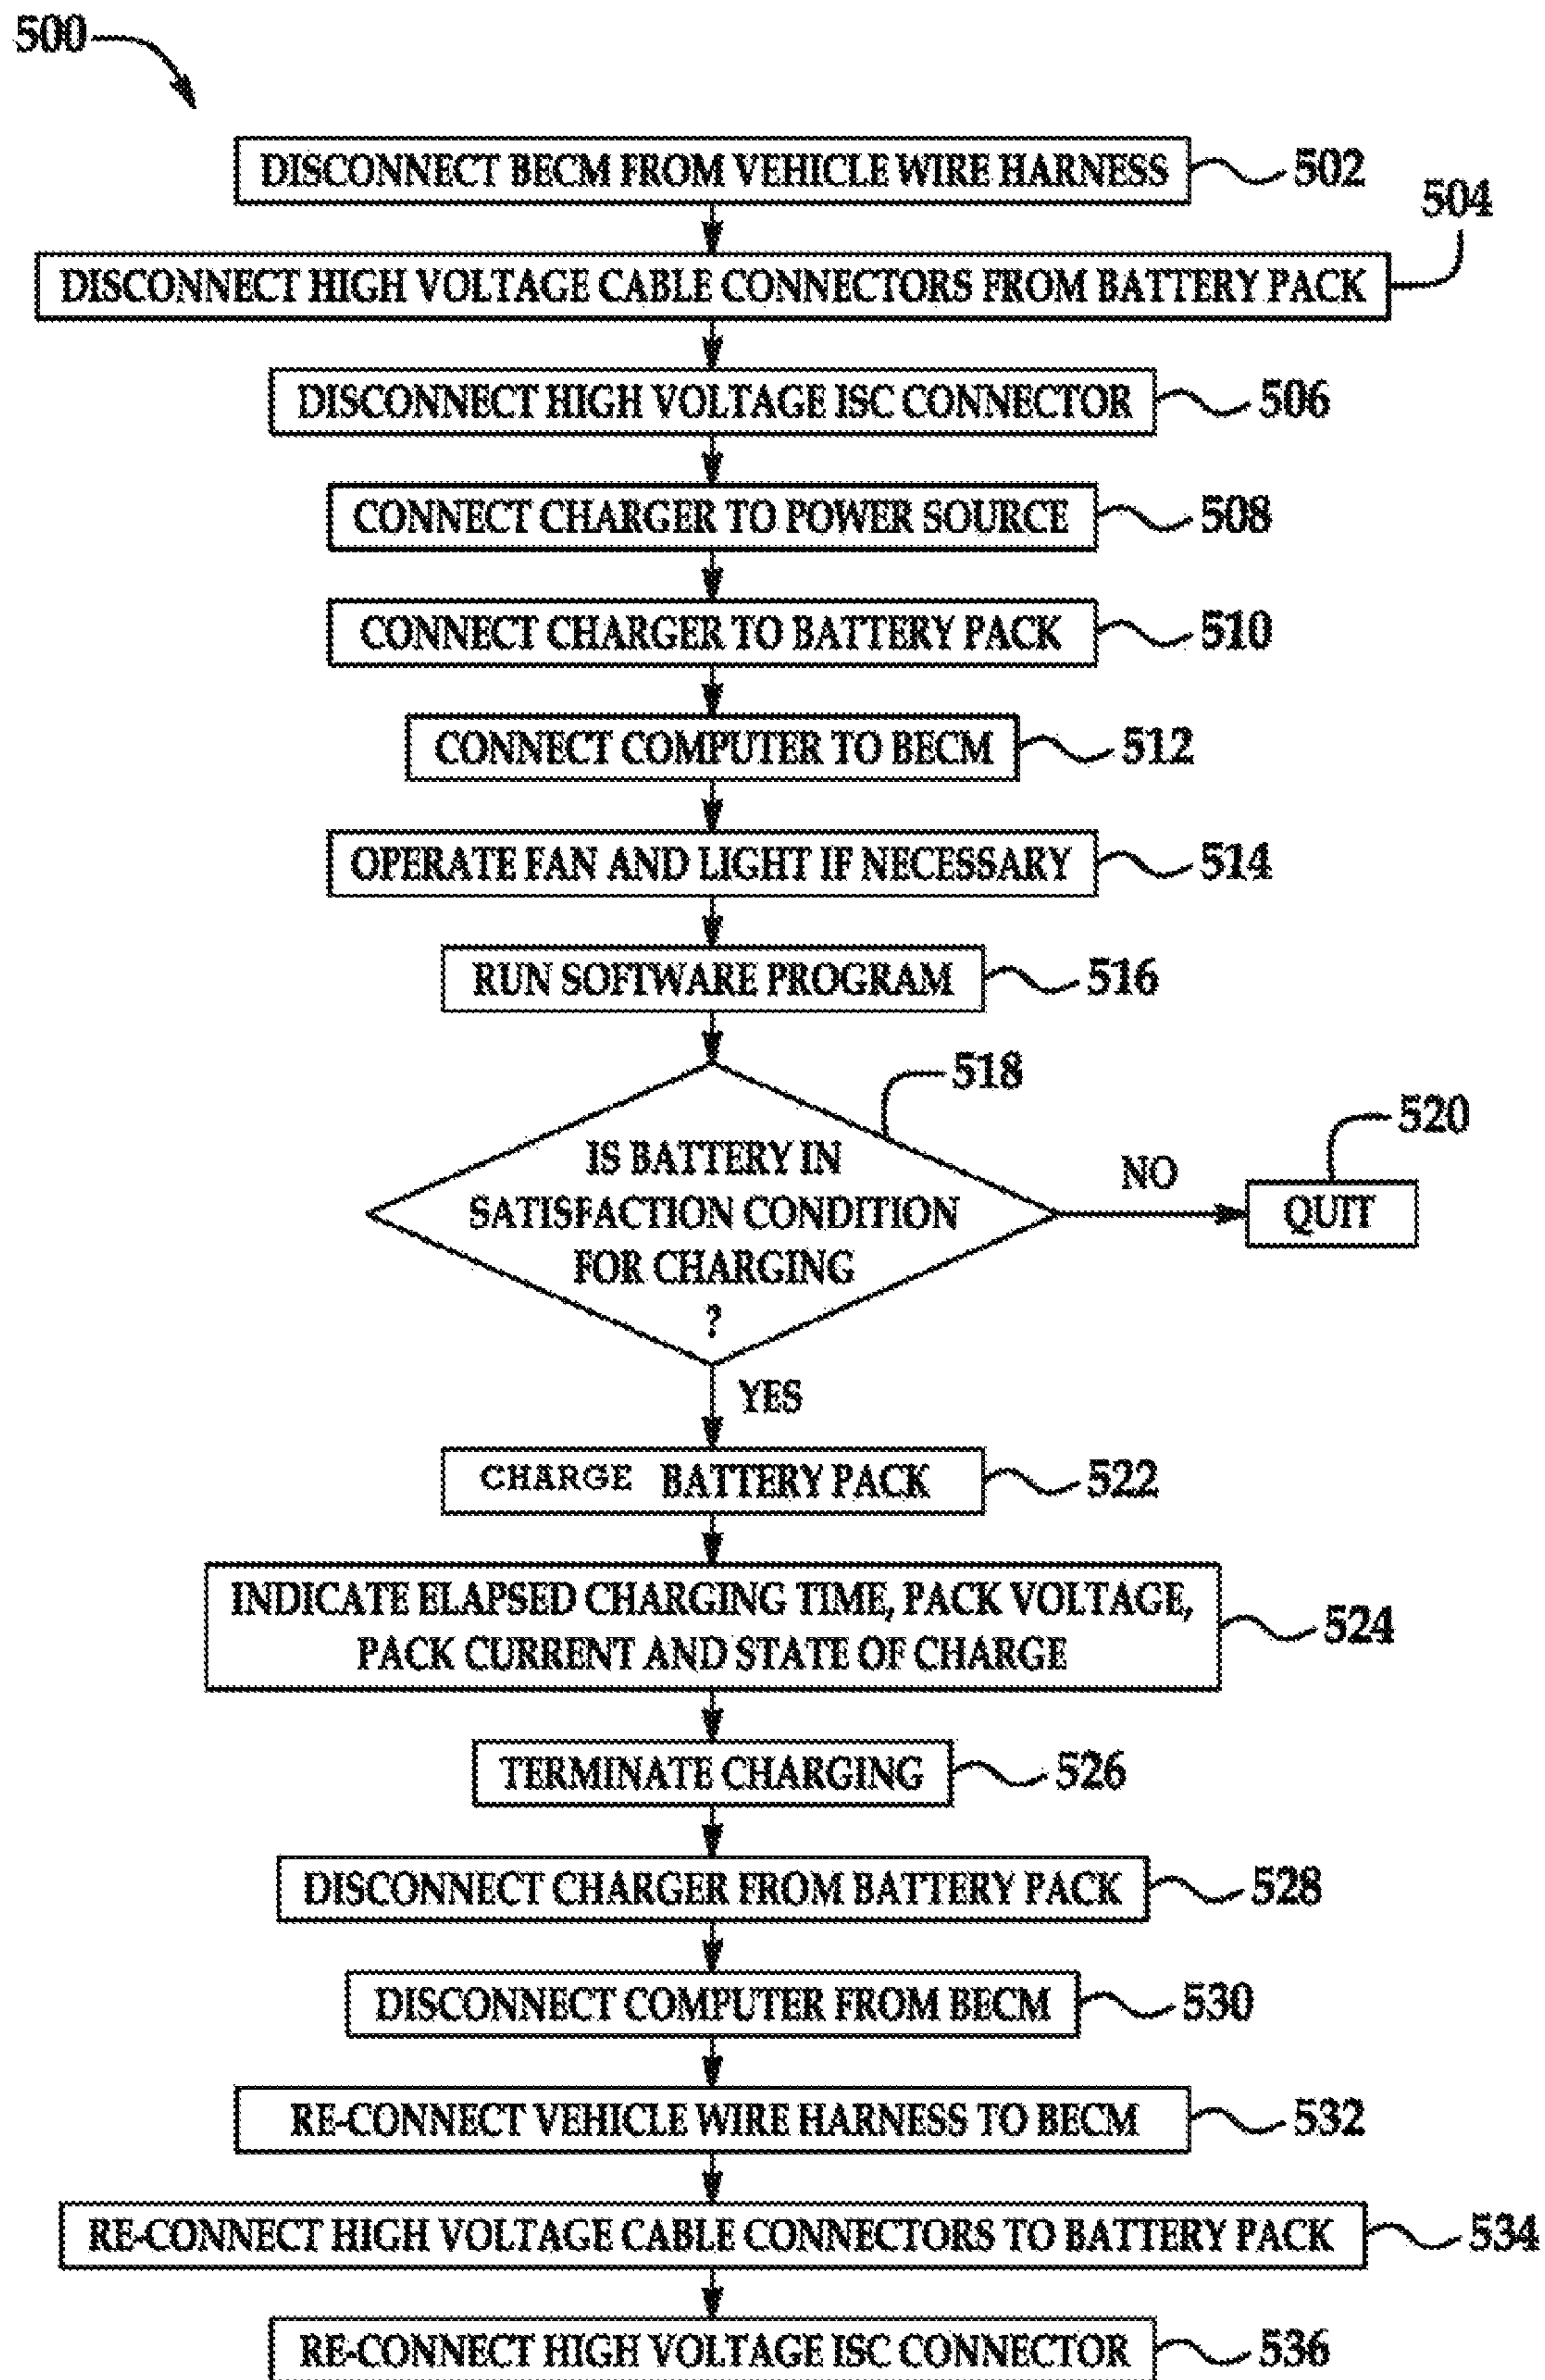 500
DISCONNECT BECM FROM VEHICLE WIRE HARNESS 502
504
DISCONNECT HIGH VOLTAGE CABLE CONNECTORS FROM BATTERY PACK
DISCONNECT HIGH VOLTAGE ISC CONNECTOR 506
CONNECT CHARGER TO POWER SOURCE 508
CONNECT CHARGER TO BATTERY PACK 510
CONNECT COMPUTER TO BECM 512
OPERATE FAN AND LIGHT IF NECESSARY 514
RUN SOFTWARE PROGRAM 516
518
IS BATTERY IN
SATISFACTION CONDITION
FOR CHARGING
?
NO
520
QUIT
YES
CHARGE BATTERY PACK 522
INDICATE ELAPSED CHARGING TIME, PACK VOLTAGE,
PACK CURRENT AND STATE OF CHARGE
524
TERMINATE CHARGING 526
DISCONNECT CHARGER FROM BATTERY PACK 528
DISCONNECT COMPUTER FROM BECM 530
RE-CONNECT VEHICLE WIRE HARNESS TO BECM 532
RE-CONNECT HIGH VOLTAGE CABLE CONNECTORS TO BATTERY PACK 534
RE-CONNECT HIGH VOLTAGE ISC CONNECTOR 536